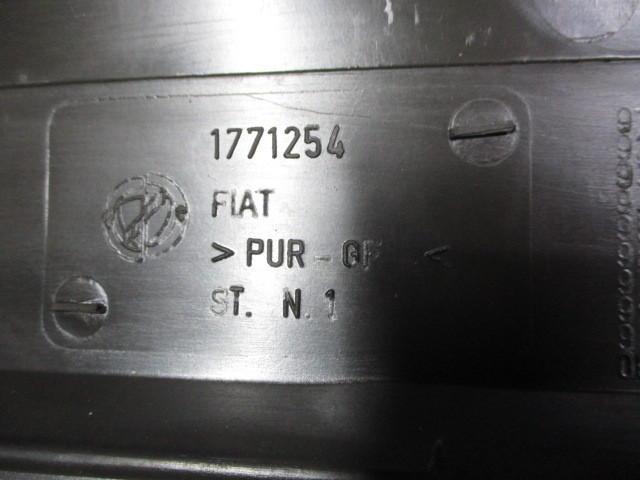 1771254
FIAT
> PUR - GF <
ST. N. 1